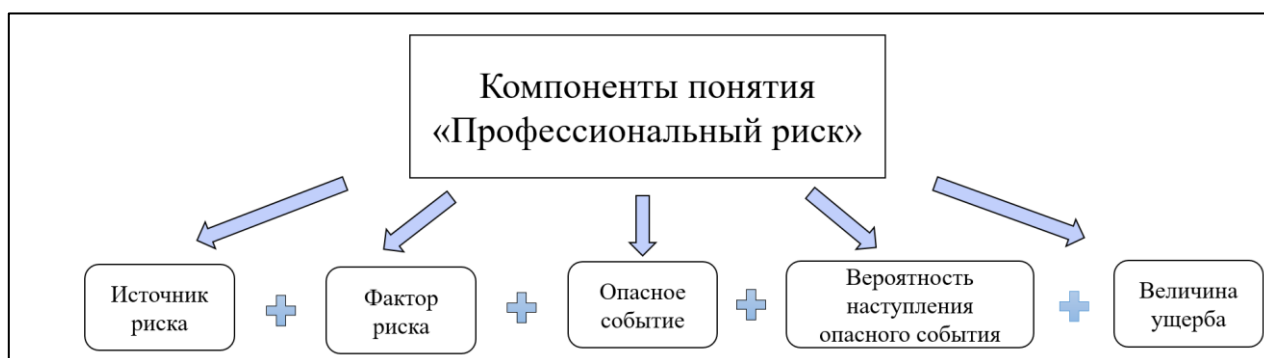 Компоненты понятия
«Профессиональный риск»
Источник
риска
Фактор
риска
Опасное
событие
Вероятность
наступления
опасного события
Величина
ущерба